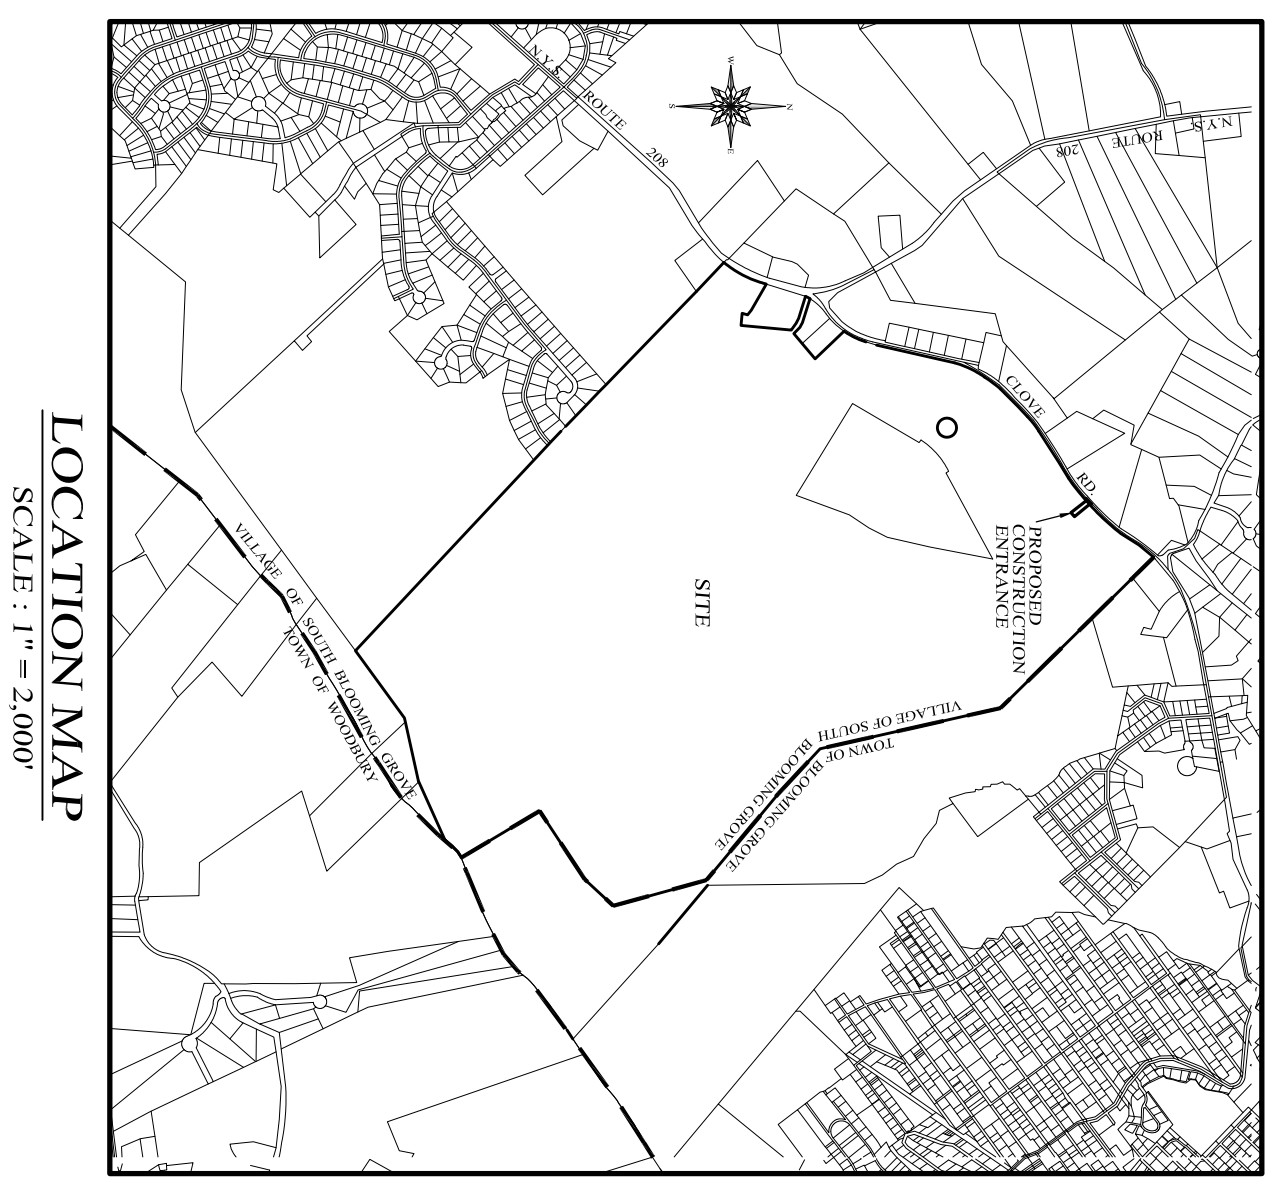 N.Y.S. ROUTE 208
N.Y.S. ROUTE 208
W
N
S
E
CLOVE RD.
PROPOSED
CONSTRUCTION
ENTRANCE
SITE
VILLAGE OF SOUTH
BLOOMING GROVE
TOWN OF
BLOOMING GROVE
VILLAGE OF SOUTH BLOOMING GROVE
TOWN OF WOODBURY
LOCATION MAP
SCALE : 1" = 2,000'